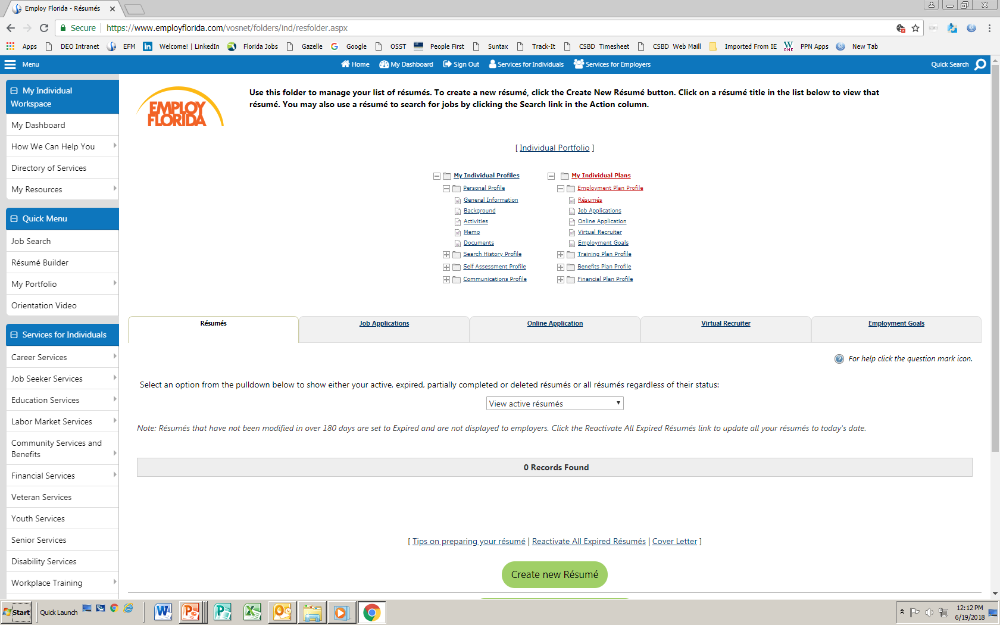 Employ Florida - Résumés
Secure
https://www.employflorida.com/vosnet/folders/ind/resfolder.aspx
Apps
DEO Intranet
EFM
Welcome! | LinkedIn
Florida Jobs
Gazelle
Google
OSST
People First
Suntax
Track-It
CSBD Timesheet
CSBD Web Maill
Imported From IE
PPN Apps
New Tab
Menu
Home
My Dashboard
Sign Out
Services for Individuals
Services for Employers
Quick Search
My Individual
Workspace
My Dashboard
How We Can Help You
Directory of Services
My Resources
Quick Menu
Job Search
Résumé Builder
My Portfolio
Orientation Video
Services for Individuals
Career Services
Job Seeker Services
Education Services
Labor Market Services
Community Services and
Benefits
Financial Services
Veteran Services
Youth Services
Senior Services
Disability Services
Workplace Training
EMPLOY
FLORIDA
Use this folder to manage your list of résumés. To create a new résumé, click the Create New Résumé button. Click on a résumé title in the list below to view that
résumé. You may also use a résumé to search for jobs by clicking the Search link in the Action column.
[ Individual Portfolio ]
My Individual Profiles
Personal Profile
General Information
Background
Activities
Memo
Documents
Search History Profile
Self Assessment Profile
Communications Profile
My Individual Plans
Employment Plan Profile
Résumés
Job Applications
Online Application
Virtual Recruiter
Employment Goals
Training Plan Profile
Benefits Plan Profile
Financial Plan Profile
Résumés
Job Applications
Online Application
Virtual Recruiter
Employment Goals
For help click the question mark icon.
Select an option from the pulldown below to show either your active, expired, partially completed or deleted résumés or all résumés regardless of their status:
View active résumés
Note: Résumés that have not been modified in over 180 days are set to Expired and are not displayed to employers. Click the Reactivate All Expired Résumés link to update all your résumés to today's date.
0 Records Found
[ Tips on preparing your résumé | Reactivate All Expired Résumés | Cover Letter ]
Create new Résumé
Start
Quick Launch
12:12 PM
6/19/2018